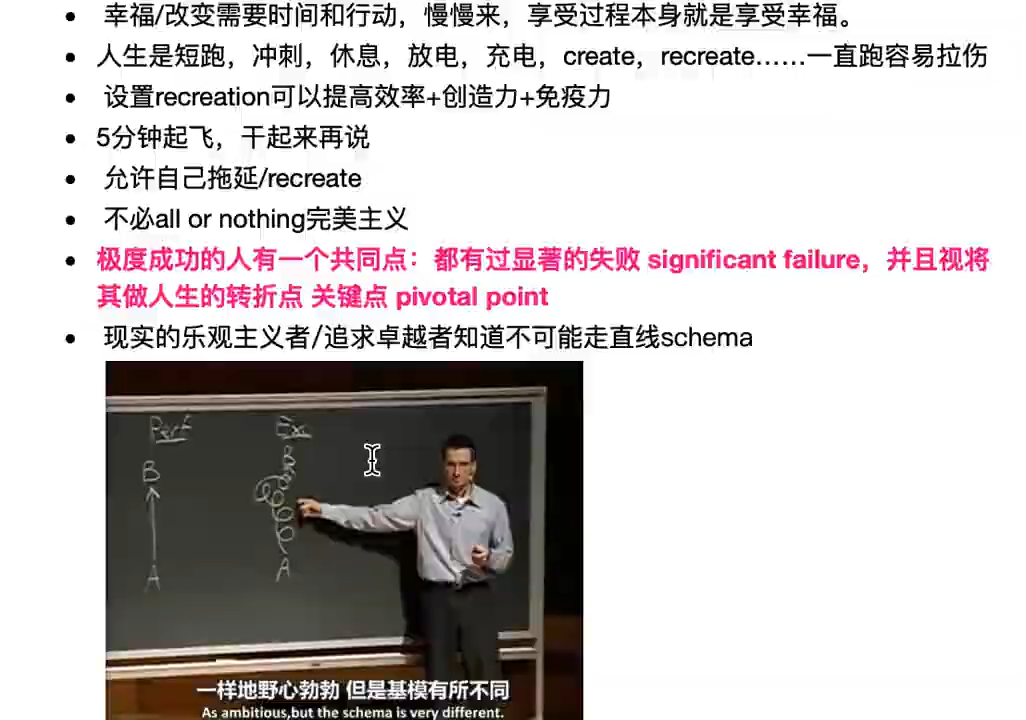 幸福/改变需要时间和行动，慢慢来，享受过程本身就是享受幸福。
人生是短跑，冲刺，休息，放电，充电，create，recreate……一直跑容易拉伤
设置recreation可以提高效率+创造力+免疫力
5分钟起飞，干起来再说
允许自己拖延/recreate
不必all or nothing完美主义
极度成功的人有一个共同点：都有过显著的失败 significant failure，并且视将
其做人生的转折点 关键点 pivotal point
现实的乐观主义者/追求卓越者知道不可能走直线schema
Perf
Ex
B
B
A
A
一样地野心勃勃 但是基模有所不同
As ambitious,but the schema is very different.